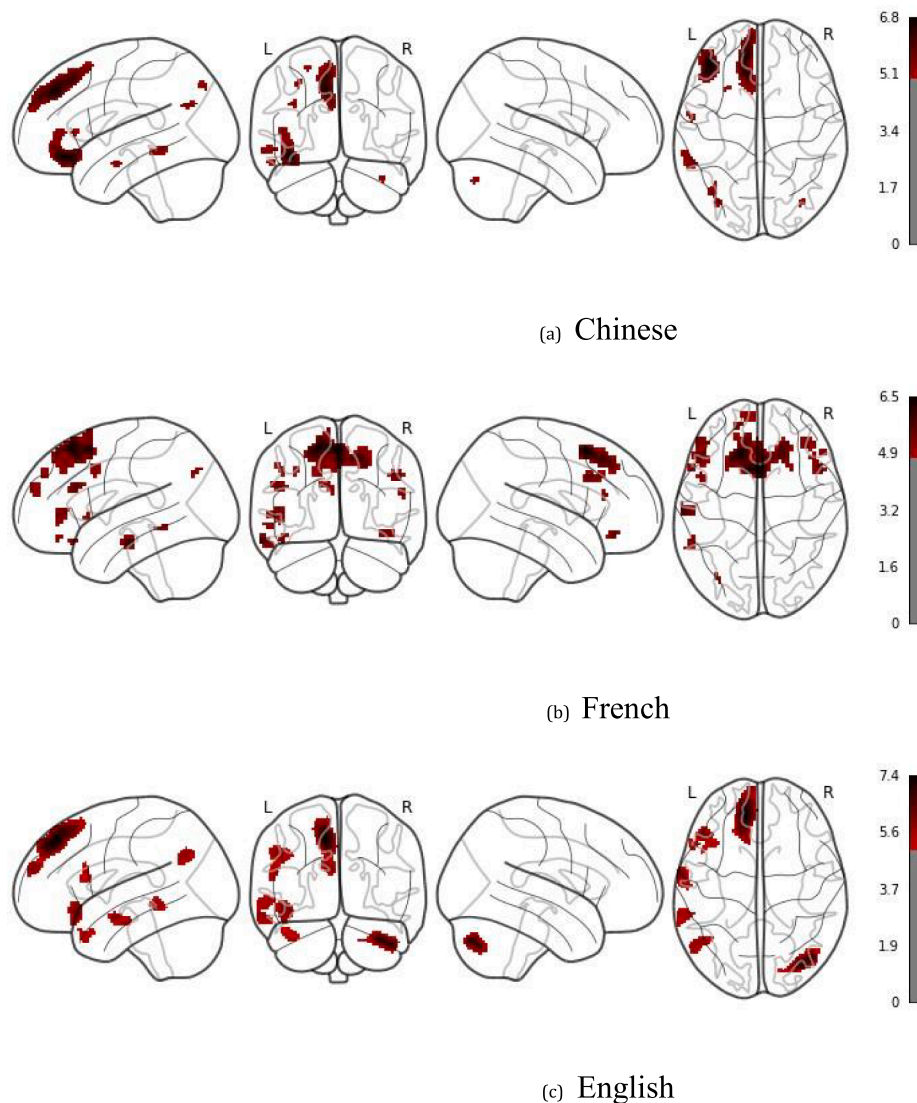 L R L R 6.8
5.1
3.4
1.7
0
(a) Chinese
L R L R 6.5
4.9
3.2
1.6
0
(b) French
L R L R 7.4
5.6
3.7
1.9
0
(c) English